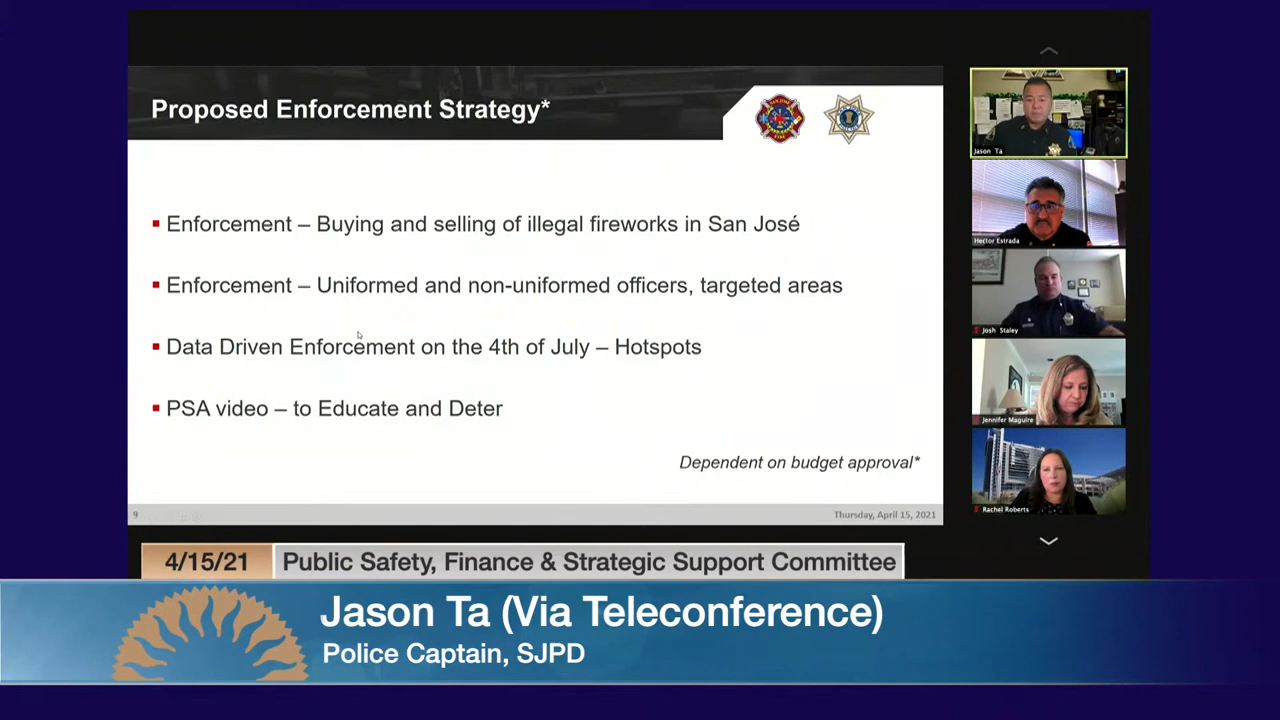 Proposed Enforcement Strategy*
Enforcement – Buying and selling of illegal fireworks in San José
Enforcement – Uniformed and non-uniformed officers, targeted areas
Data Driven Enforcement on the 4th of July – Hotspots
PSA video – to Educate and Deter
Dependent on budget approval*
9
Thursday, April 15, 2021
Jason Ta
Hector Estrada
Josh Staley
Jennifer Maguire
Rachel Roberts
4/15/21
Public Safety, Finance & Strategic Support Committee
Jason Ta (Via Teleconference)
Police Captain, SJPD